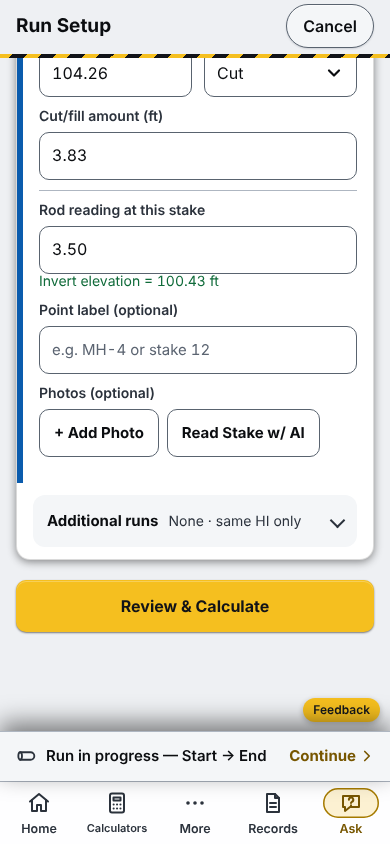 Run Setup
Cancel
104.26
Cut
Cut/fill amount (ft)
3.83
Rod reading at this stake
3.50
Invert elevation = 100.43 ft
Point label (optional)
e.g. MH-4 or stake 12
Photos (optional)
+ Add Photo
Read Stake w/ AI
Additional runs None · same HI only
Review & Calculate
Feedback
Run in progress — Start → End
Continue
Home
Calculators
More
Records
Ask